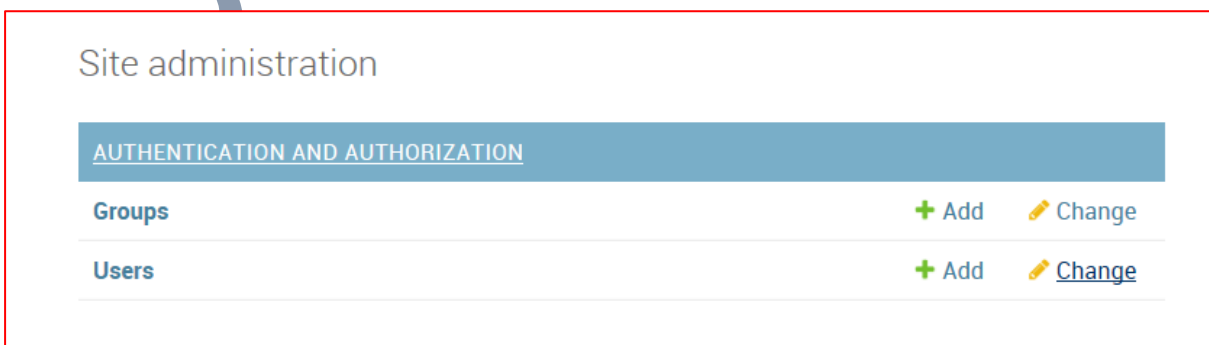 Site administration
AUTHENTICATION AND AUTHORIZATION
Groups Add Change
Users Add Change